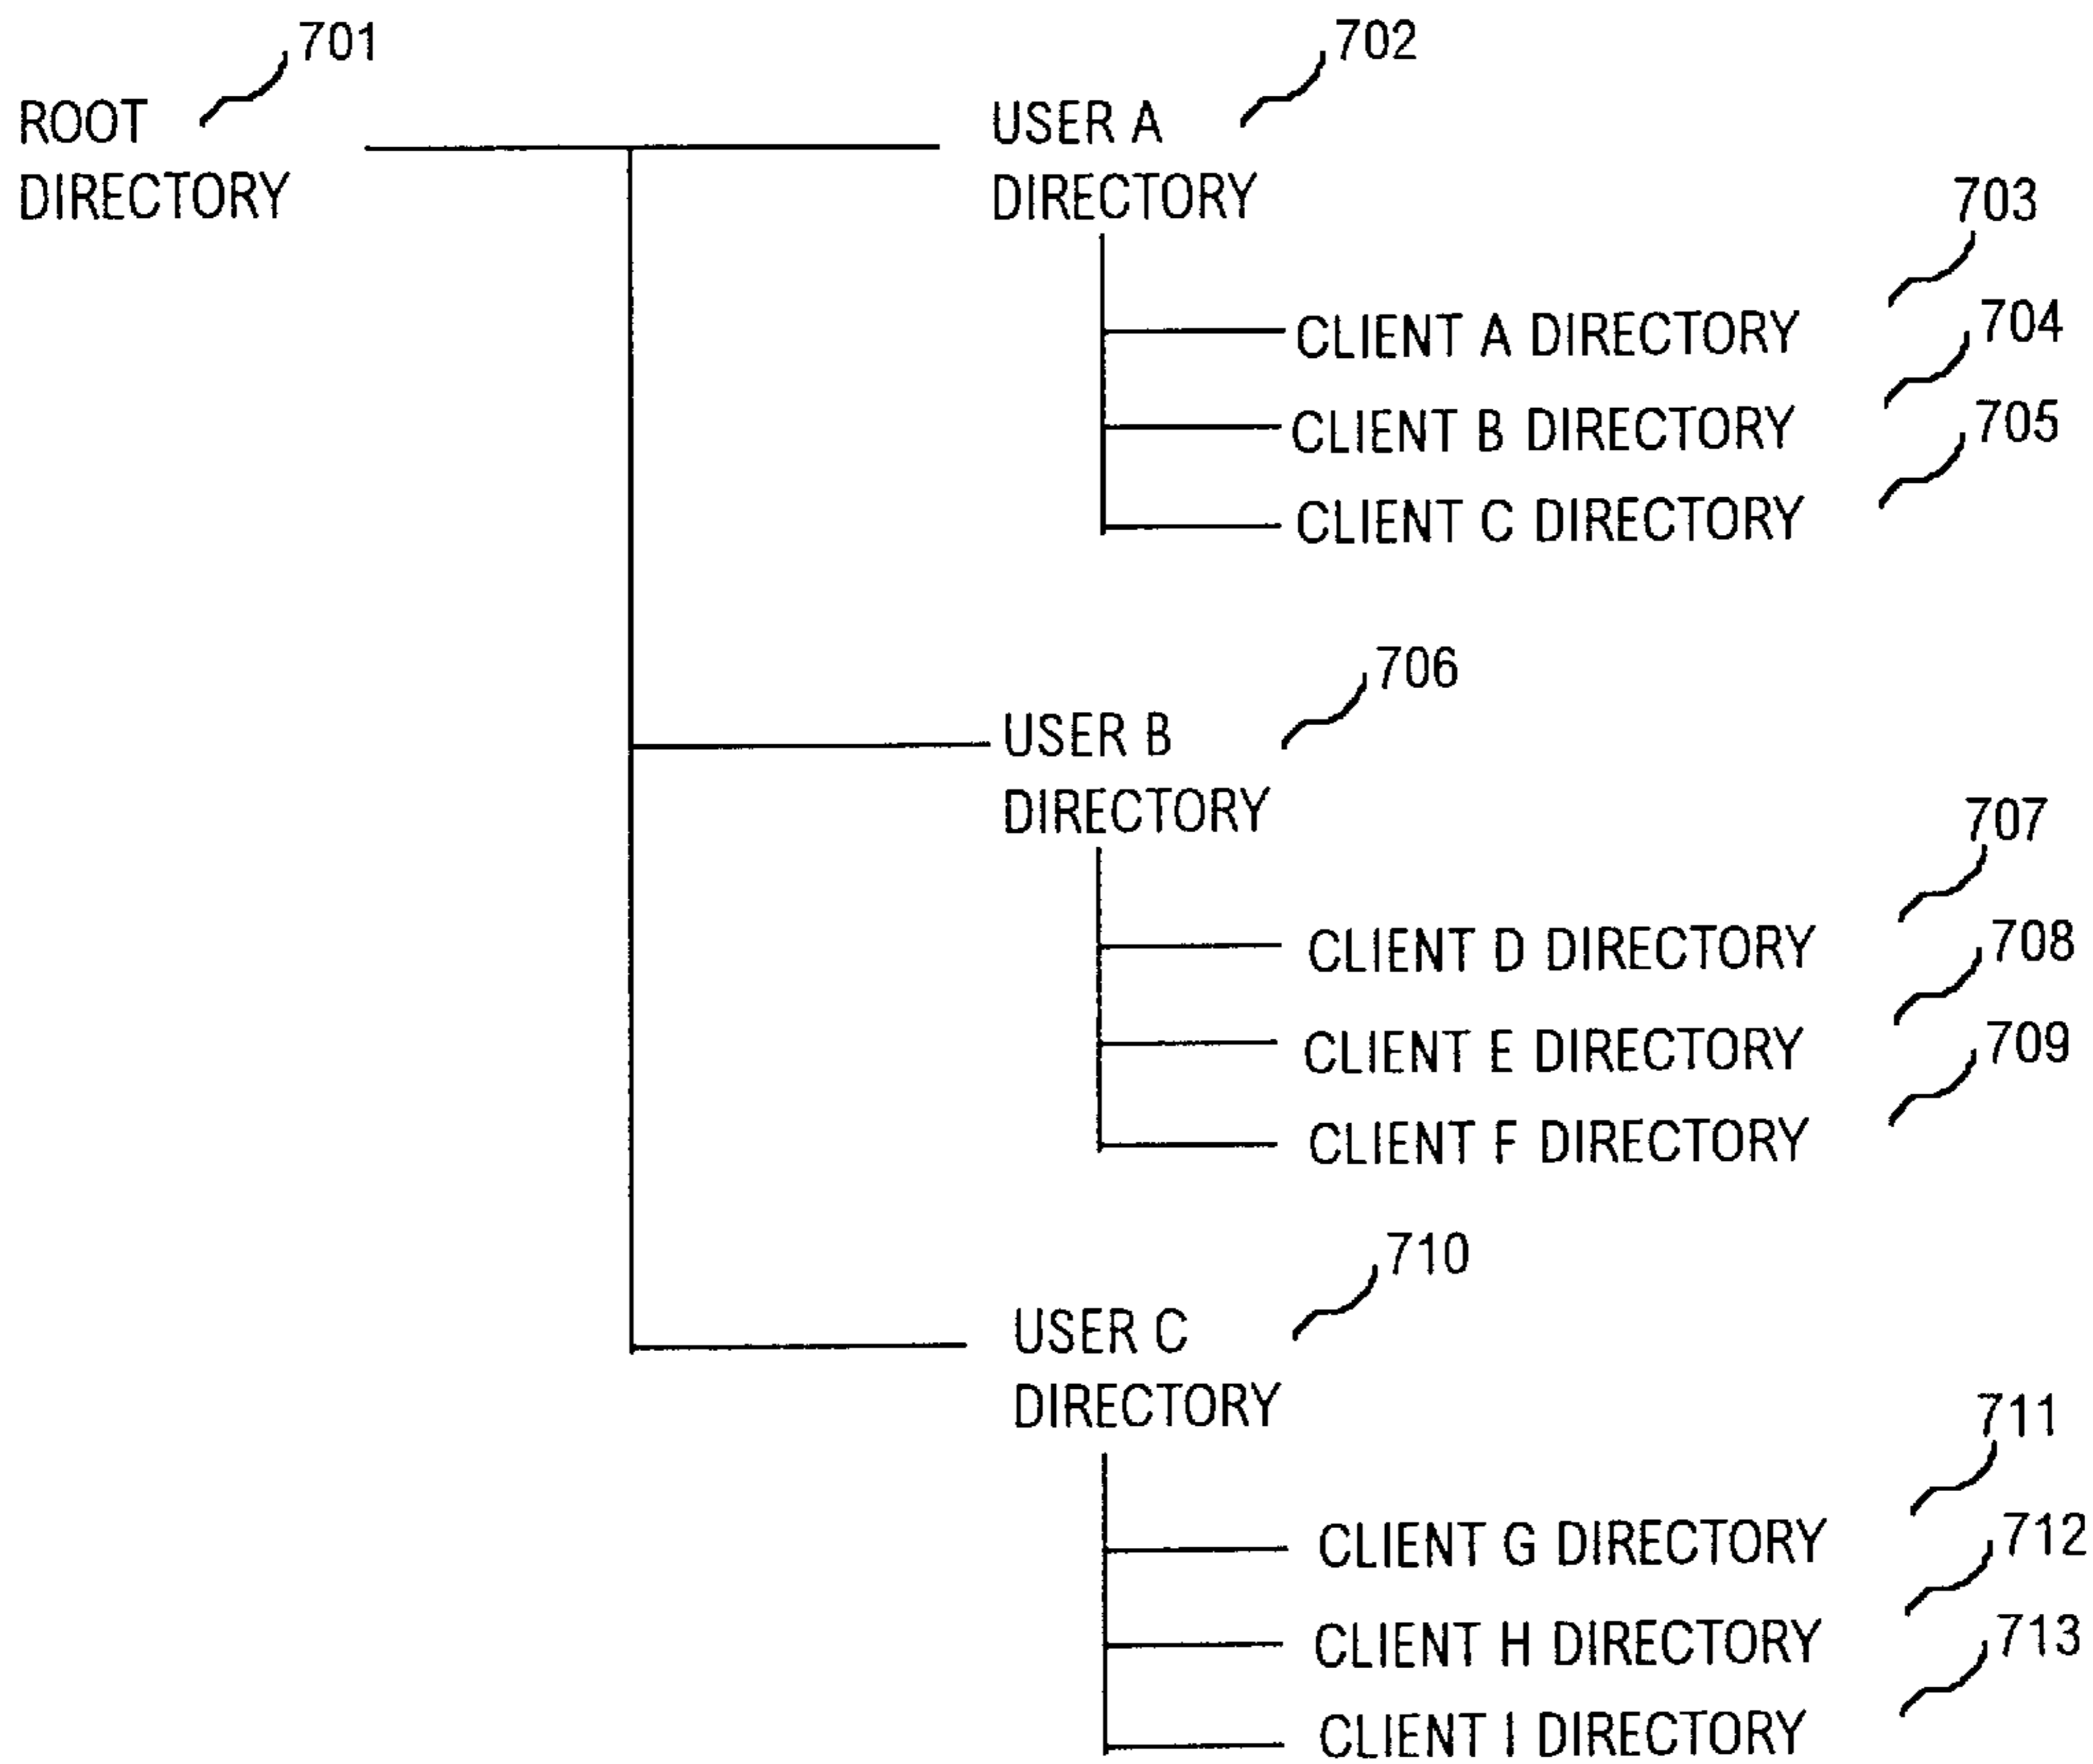 701
ROOT
DIRECTORY
702
USER A
DIRECTORY
703
CLIENT A DIRECTORY
704
CLIENT B DIRECTORY
705
CLIENT C DIRECTORY
706
USER B
DIRECTORY
707
CLIENT D DIRECTORY
708
CLIENT E DIRECTORY
709
CLIENT F DIRECTORY
710
USER C
DIRECTORY
711
CLIENT G DIRECTORY
712
CLIENT H DIRECTORY
713
CLIENT I DIRECTORY